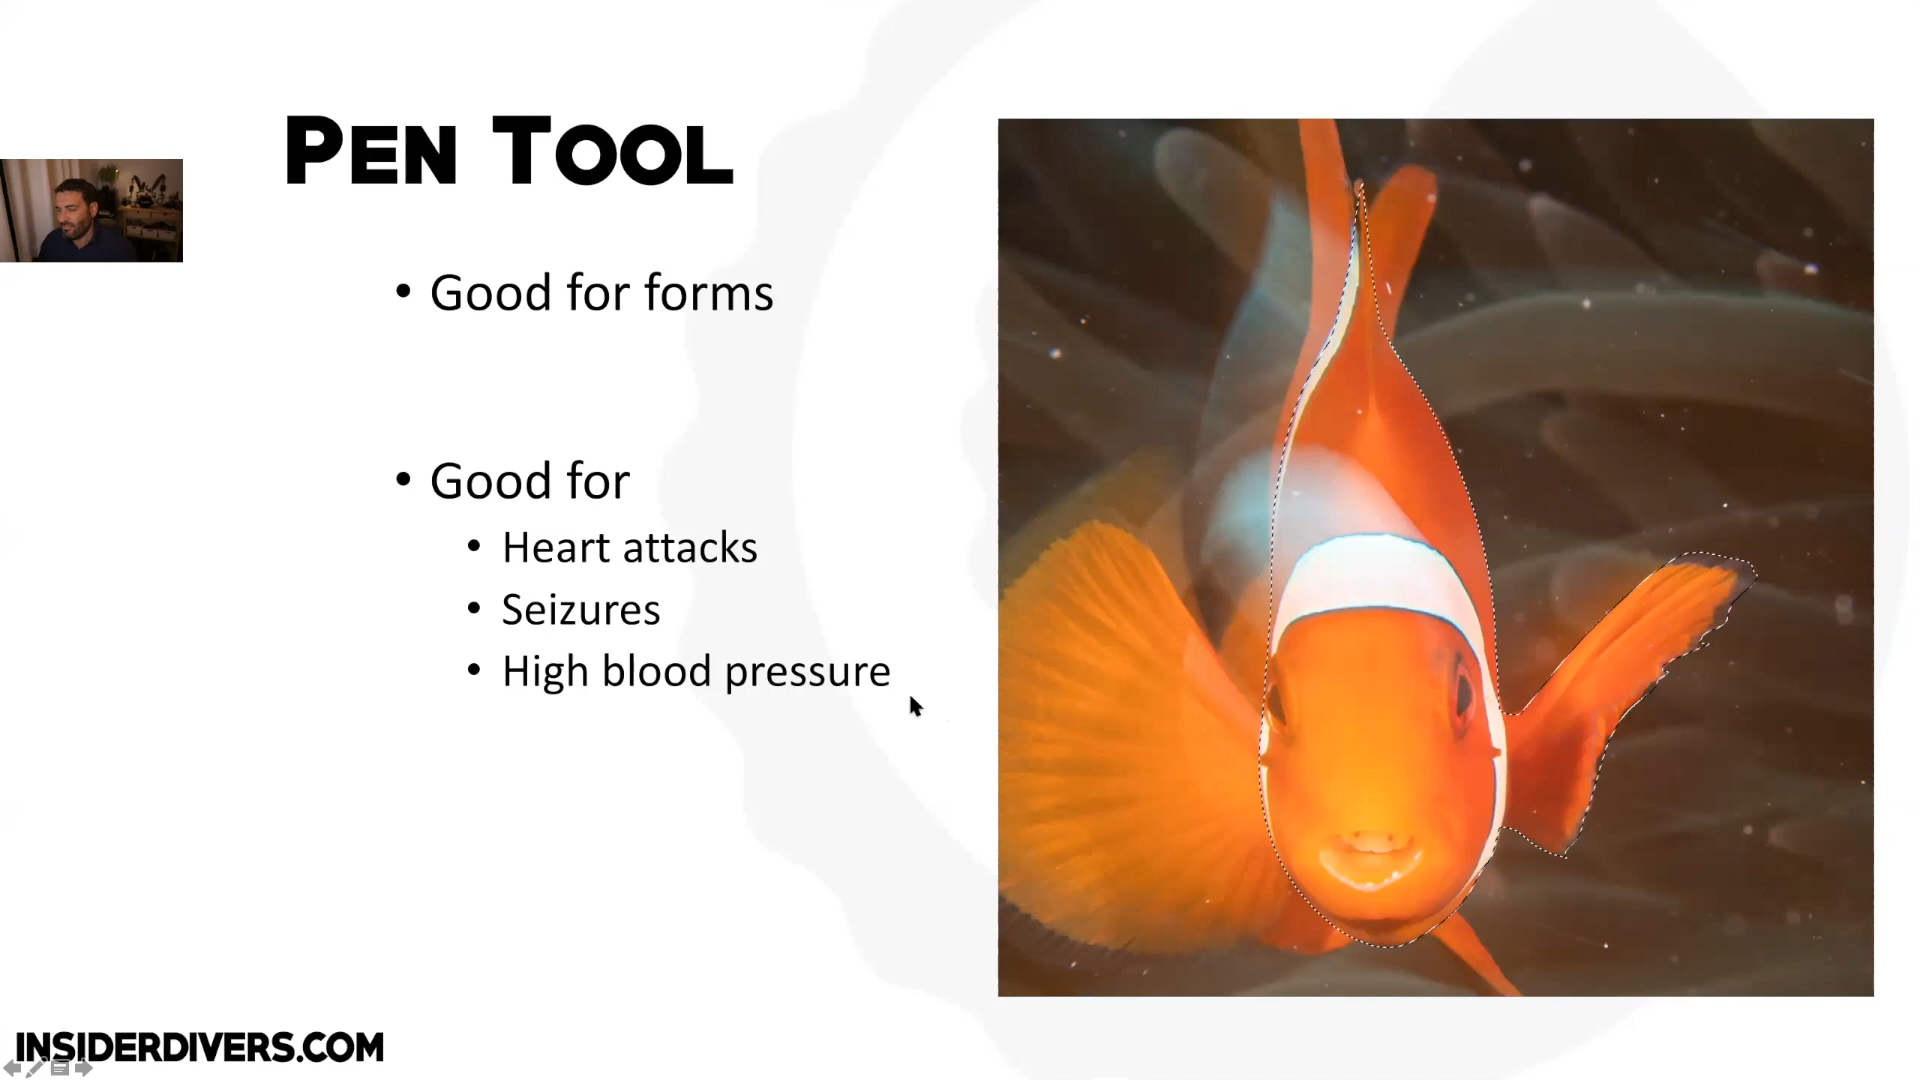 PEN TOOL
• Good for forms
• Good for
• Heart attacks
• Seizures
• High blood pressure
INSIDERDIVERS.COM